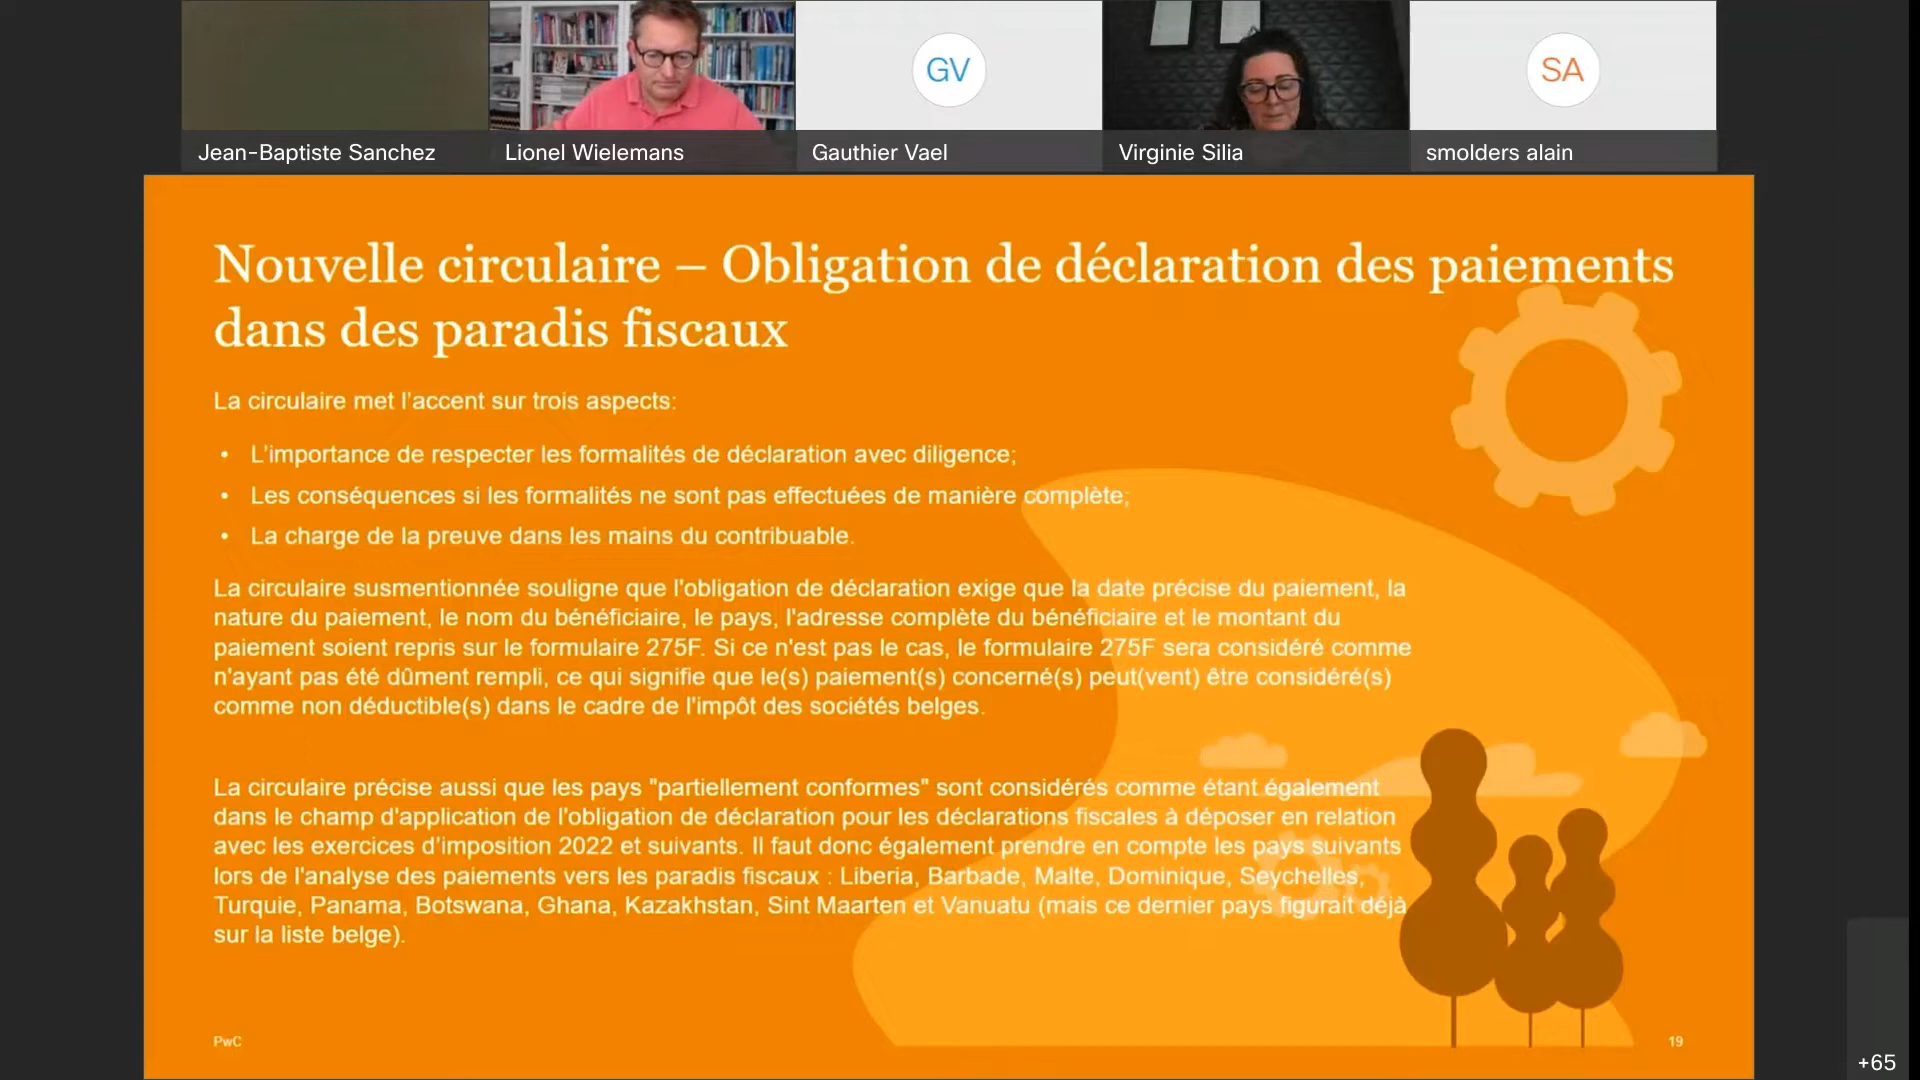 GV
SA
Jean-Baptiste Sanchez
Lionel Wielemans
Gauthier Vael
Virginie Silia
smolders alain
Nouvelle circulaire – Obligation de déclaration des paiements
dans des paradis fiscaux
La circulaire met l'accent sur trois aspects:
• L'importance de respecter les formalités de déclaration avec diligence;
• Les conséquences si les formalités ne sont pas effectuées de manière complète;
• La charge de la preuve dans les mains du contribuable.
La circulaire susmentionnée souligne que l'obligation de déclaration exige que la date précise du paiement, la
nature du paiement, le nom du bénéficiaire, le pays, l'adresse complète du bénéficiaire et le montant du
paiement soient repris sur le formulaire 275F. Si ce n'est pas le cas, le formulaire 275F sera considéré comme
n'ayant pas été dûment rempli, ce qui signifie que le(s) paiement(s) concerné(s) peut(vent) être considéré(s)
comme non déductible(s) dans le cadre de l'impôt des sociétés belges.
La circulaire précise aussi que les pays "partiellement conformes" sont considérés comme étant également
dans le champ d'application de l'obligation de déclaration pour les déclarations fiscales à déposer en relation
avec les exercices d'imposition 2022 et suivants. Il faut donc également prendre en compte les pays suivants
lors de l'analyse des paiements vers les paradis fiscaux : Liberia, Barbade, Malte, Dominique, Seychelles,
Turquie, Panama, Botswana, Ghana, Kazakhstan, Sint Maarten et Vanuatu (mais ce dernier pays figurait déjà
sur la liste belge).
PwC
19
+65